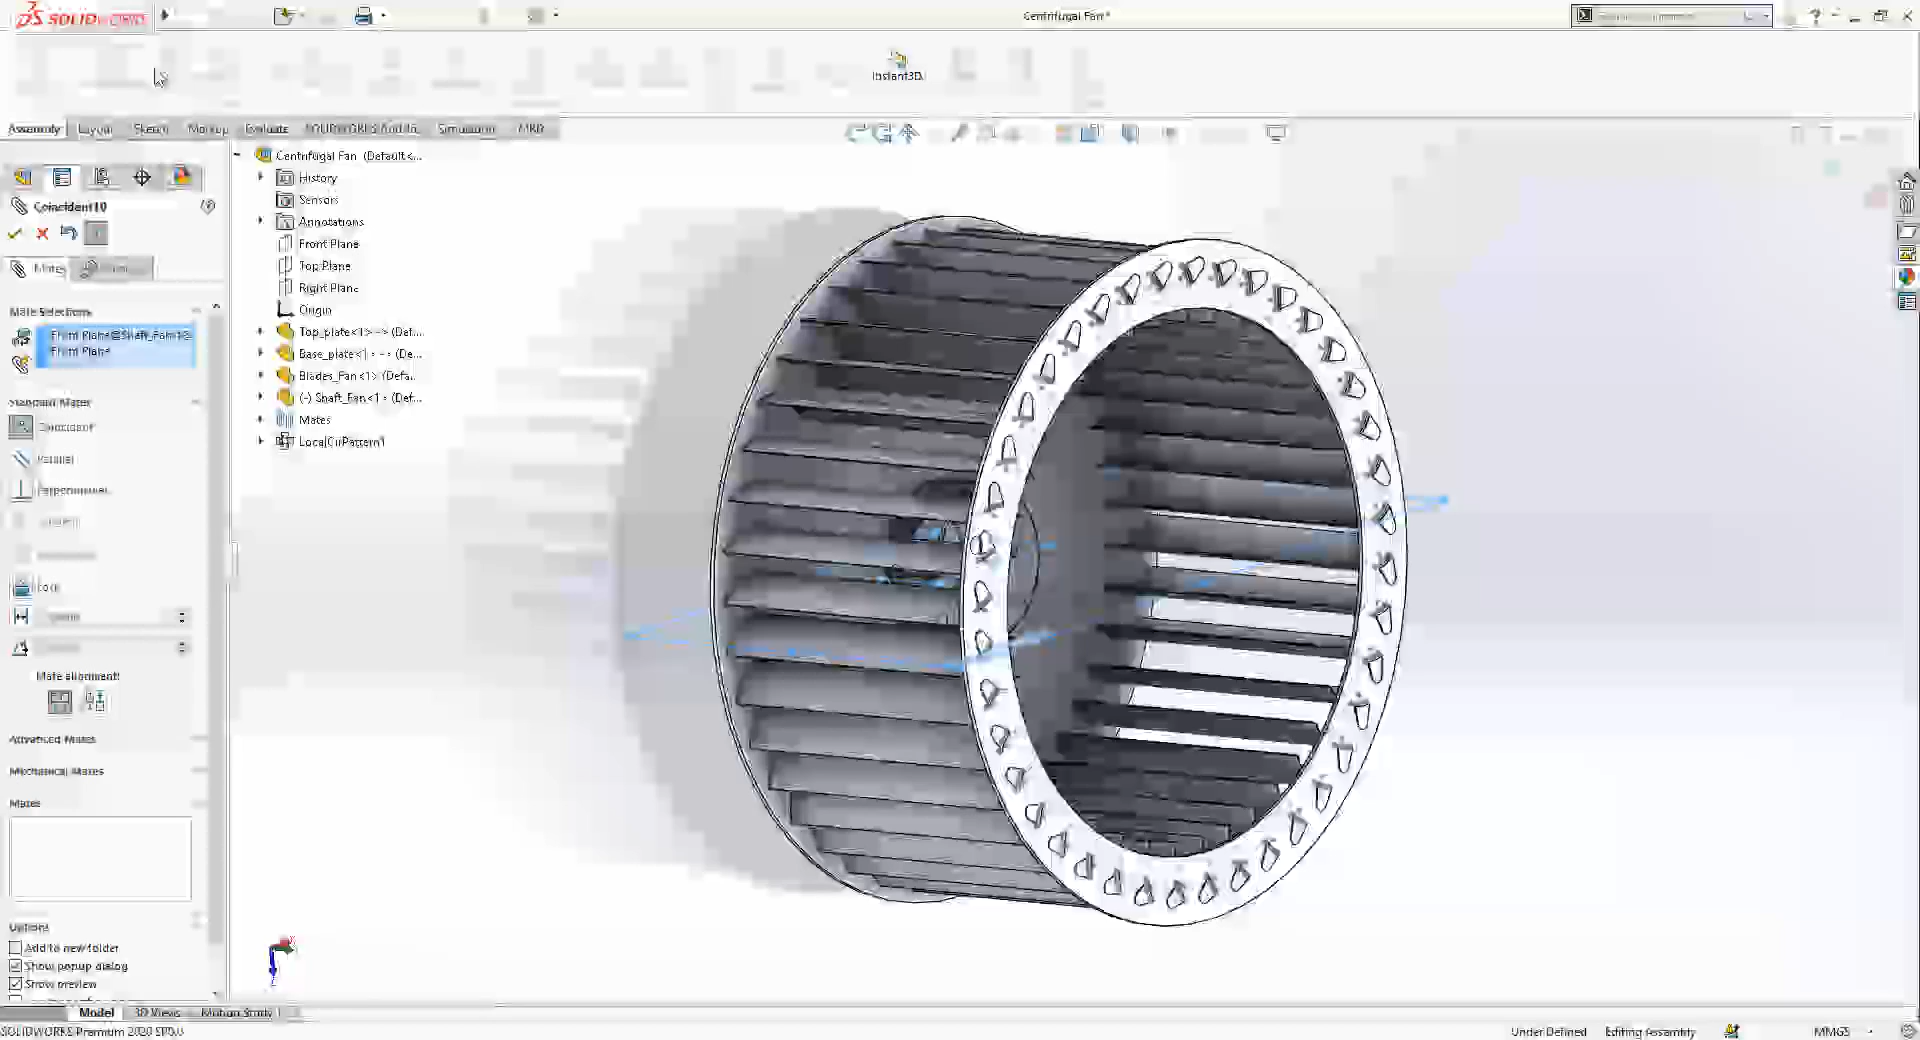 SOLIDWORKS
Centrifugal Fan*
Instant3D
Assembly
Layout
Sketch
Markup
Evaluate
SOLIDWORKS Add-Ins
Simulation
MBD
Centrifugal Fan (Default<...
History
Sensors
Annotations
Front Plane
Top Plane
Right Plane
Origin
Top_plate<1> -> (Def...
Base_plate<1> -> (De...
Blades_Fan<1> (Defa...
(-) Shaft_Fan<1> (Def...
Mates
LocalCirPattern1
Coincident10
Mates
Mate Selections
Front Plane@Shaft_Fan-1@
Front Plane
Standard Mates
Coincident
Parallel
Perpendicular
Lock
Mate alignment:
Advanced Mates
Mechanical Mates
Mates
Options
Add to new folder
Show popup dialog
Show preview
Model
3D Views
Motion Study 1
SOLIDWORKS Premium 2020 SP0.0
Under Defined
Editing Assembly
MMGS